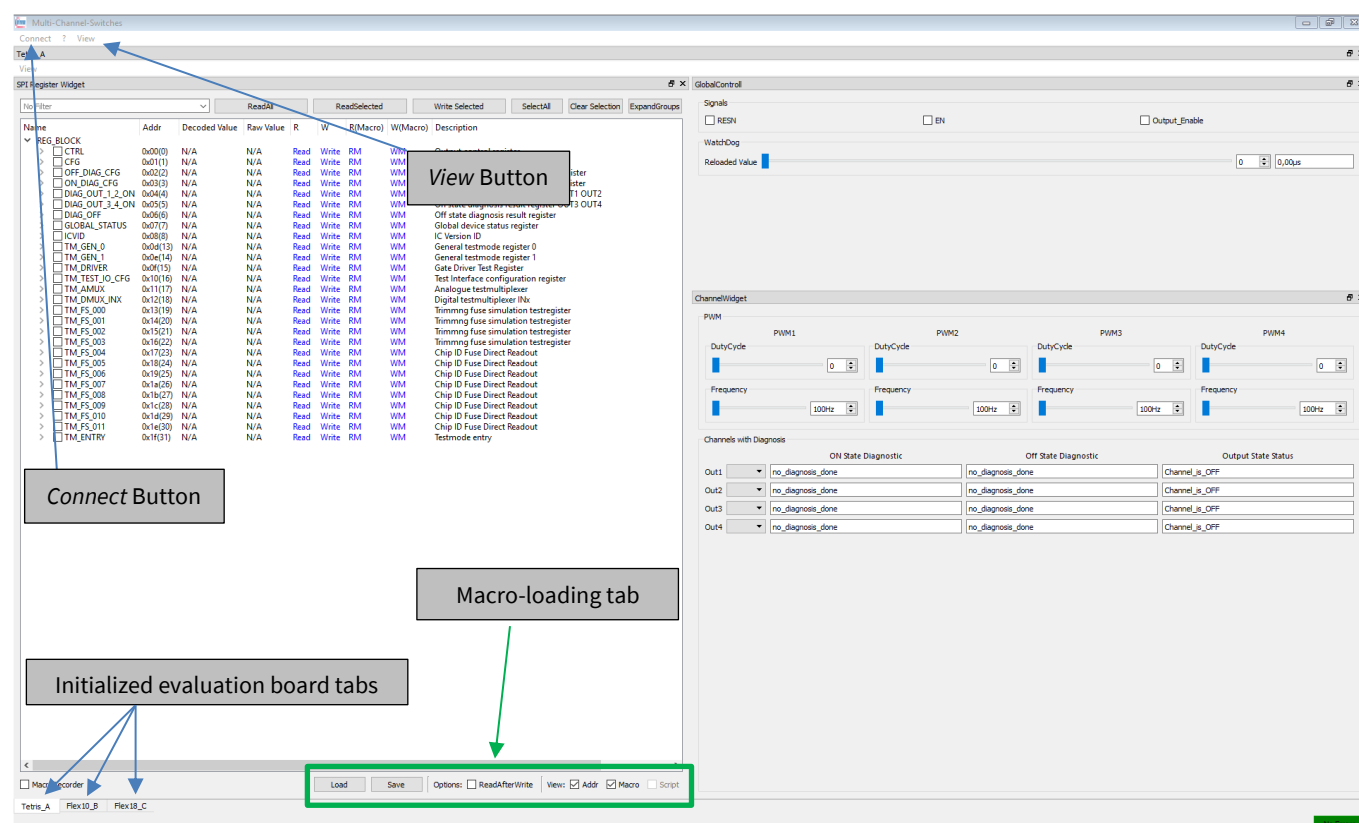 Multi-Channel-Switches
Connect ? View
Tetris_A
View
SPI Register Widget
No Filter ReadAll ReadSelected Write Selected SelectAll Clear Selection ExpandGroups
Name Addr Decoded Value Raw Value R W R(Macro) W(Macro) Description
REG_BLOCK
CTRL 0x00(0) N/A N/A Read Write RM WM Output control register
CFG 0x01(1) N/A N/A Read Write RM WM
OFF_DIAG_CFG 0x02(2) N/A N/A Read Write RM WM ister
ON_DIAG_CFG 0x03(3) N/A N/A Read Write RM WM ister
DIAG_OUT_1_2_ON 0x04(4) N/A N/A Read Write RM WM T1 OUT2
DIAG_OUT_3_4_ON 0x05(5) N/A N/A Read Write RM WM On state diagnosis result register OUT3 OUT4
DIAG_OFF 0x06(6) N/A N/A Read Write RM WM Off state diagnosis result register
GLOBAL_STATUS 0x07(7) N/A N/A Read Write RM WM Global device status register
ICVID 0x08(8) N/A N/A Read Write RM WM IC Version ID
TM_GEN_0 0x0d(13) N/A N/A Read Write RM WM General testmode register 0
TM_GEN_1 0x0e(14) N/A N/A Read Write RM WM General testmode register 1
TM_DRIVER 0x0f(15) N/A N/A Read Write RM WM Gate Driver Test Register
TM_TEST_IO_CFG 0x10(16) N/A N/A Read Write RM WM Test Interface configuration register
TM_AMUX 0x11(17) N/A N/A Read Write RM WM Analogue testmultiplexer
TM_DMUX_INX 0x12(18) N/A N/A Read Write RM WM Digital testmultiplexer INx
TM_FS_000 0x13(19) N/A N/A Read Write RM WM Trimmng fuse simulation testregister
TM_FS_001 0x14(20) N/A N/A Read Write RM WM Trimmng fuse simulation testregister
TM_FS_002 0x15(21) N/A N/A Read Write RM WM Trimmng fuse simulation testregister
TM_FS_003 0x16(22) N/A N/A Read Write RM WM Trimmng fuse simulation testregister
TM_FS_004 0x17(23) N/A N/A Read Write RM WM Chip ID Fuse Direct Readout
TM_FS_005 0x18(24) N/A N/A Read Write RM WM Chip ID Fuse Direct Readout
TM_FS_006 0x19(25) N/A N/A Read Write RM WM Chip ID Fuse Direct Readout
TM_FS_007 0x1a(26) N/A N/A Read Write RM WM Chip ID Fuse Direct Readout
TM_FS_008 0x1b(27) N/A N/A Read Write RM WM Chip ID Fuse Direct Readout
TM_FS_009 0x1c(28) N/A N/A Read Write RM WM Chip ID Fuse Direct Readout
TM_FS_010 0x1d(29) N/A N/A Read Write RM WM Chip ID Fuse Direct Readout
TM_FS_011 0x1e(30) N/A N/A Read Write RM WM Chip ID Fuse Direct Readout
TM_ENTRY 0x1f(31) N/A N/A Read Write RM WM Testmode entry
View Button
Connect Button
Macro-loading tab
Initialized evaluation board tabs
Macro Recorder Load Save Options: ReadAfterWrite View: Addr Macro Script
Tetris_A Flex10_B Flex18_C
GlobalControll
Signals
RESN EN Output_Enable
WatchDog
Reloaded Value 0 0,00µs
ChannelWidget
PWM
PWM1 PWM2 PWM3 PWM4
DutyCycle DutyCycle DutyCycle DutyCycle
0 0 0 0
Frequency Frequency Frequency Frequency
100Hz 100Hz 100Hz 100Hz
Channels with Diagnosis
ON State Diagnostic Off State Diagnostic Output State Status
Out1 no_diagnosis_done no_diagnosis_done Channel_is_OFF
Out2 no_diagnosis_done no_diagnosis_done Channel_is_OFF
Out3 no_diagnosis_done no_diagnosis_done Channel_is_OFF
Out4 no_diagnosis_done no_diagnosis_done Channel_is_OFF